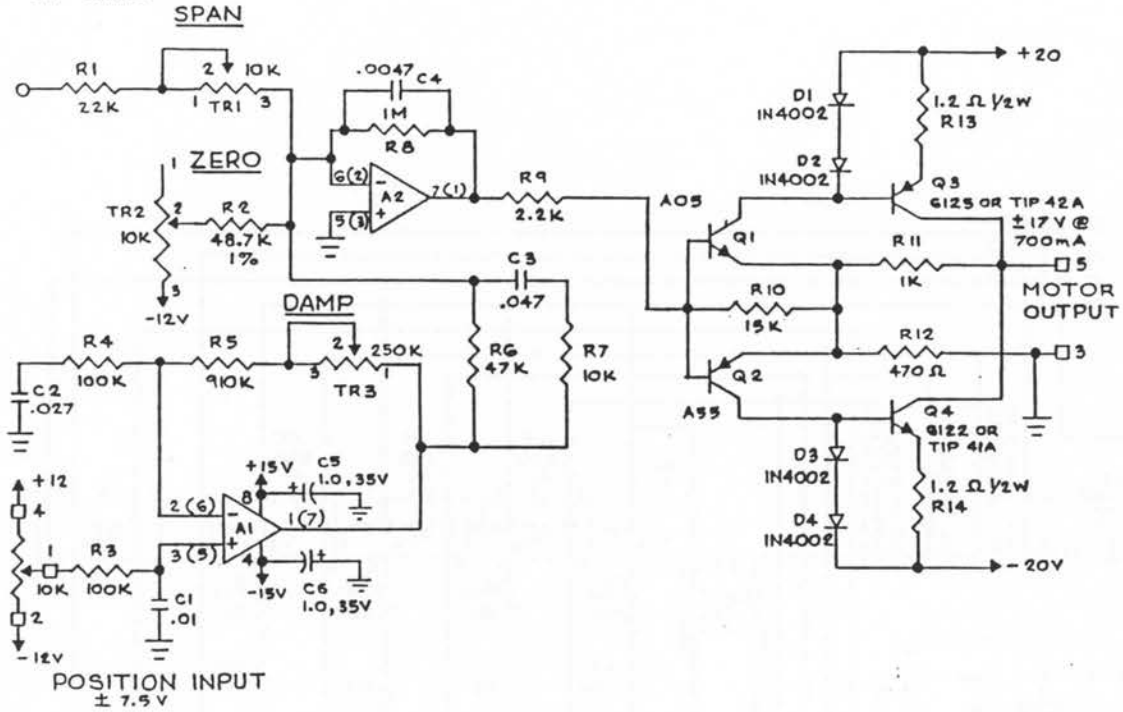 SPAN
R1
22K
2
10K
1
TR1
3
.0047
C4
1M
R8
6(2)
-
A2
7(1)
5(3)
+
R9
2.2K
ZERO
1
TR2
2
10K
R2
48.7K
1%
3
-12V
D1
1N4002
D2
1N4002
+20
1.2 Ω 1/2W
R13
Q3
6125 OR TIP 42A
± 17V @
700mA
A05
Q1
R11
1K
5
MOTOR
OUTPUT
R10
15K
R12
470Ω
3
Q2
A55
Q4
6122 OR
TIP 41A
D3
1N4002
D4
1N4002
1.2 Ω 1/2W
R14
-20V
C3
.047
R6
47K
R7
10K
DAMP
R4
100K
R5
910K
2
250K
3
1
TR3
C2
.027
+15V
8
C5
1.0, 35V
+
2(6)
-
A1
1(7)
3(5)
+
4
-15V
+
C6
1.0, 35V
+12
4
1
10K
R3
100K
C1
.01
2
-12V
POSITION INPUT
± 7.5V